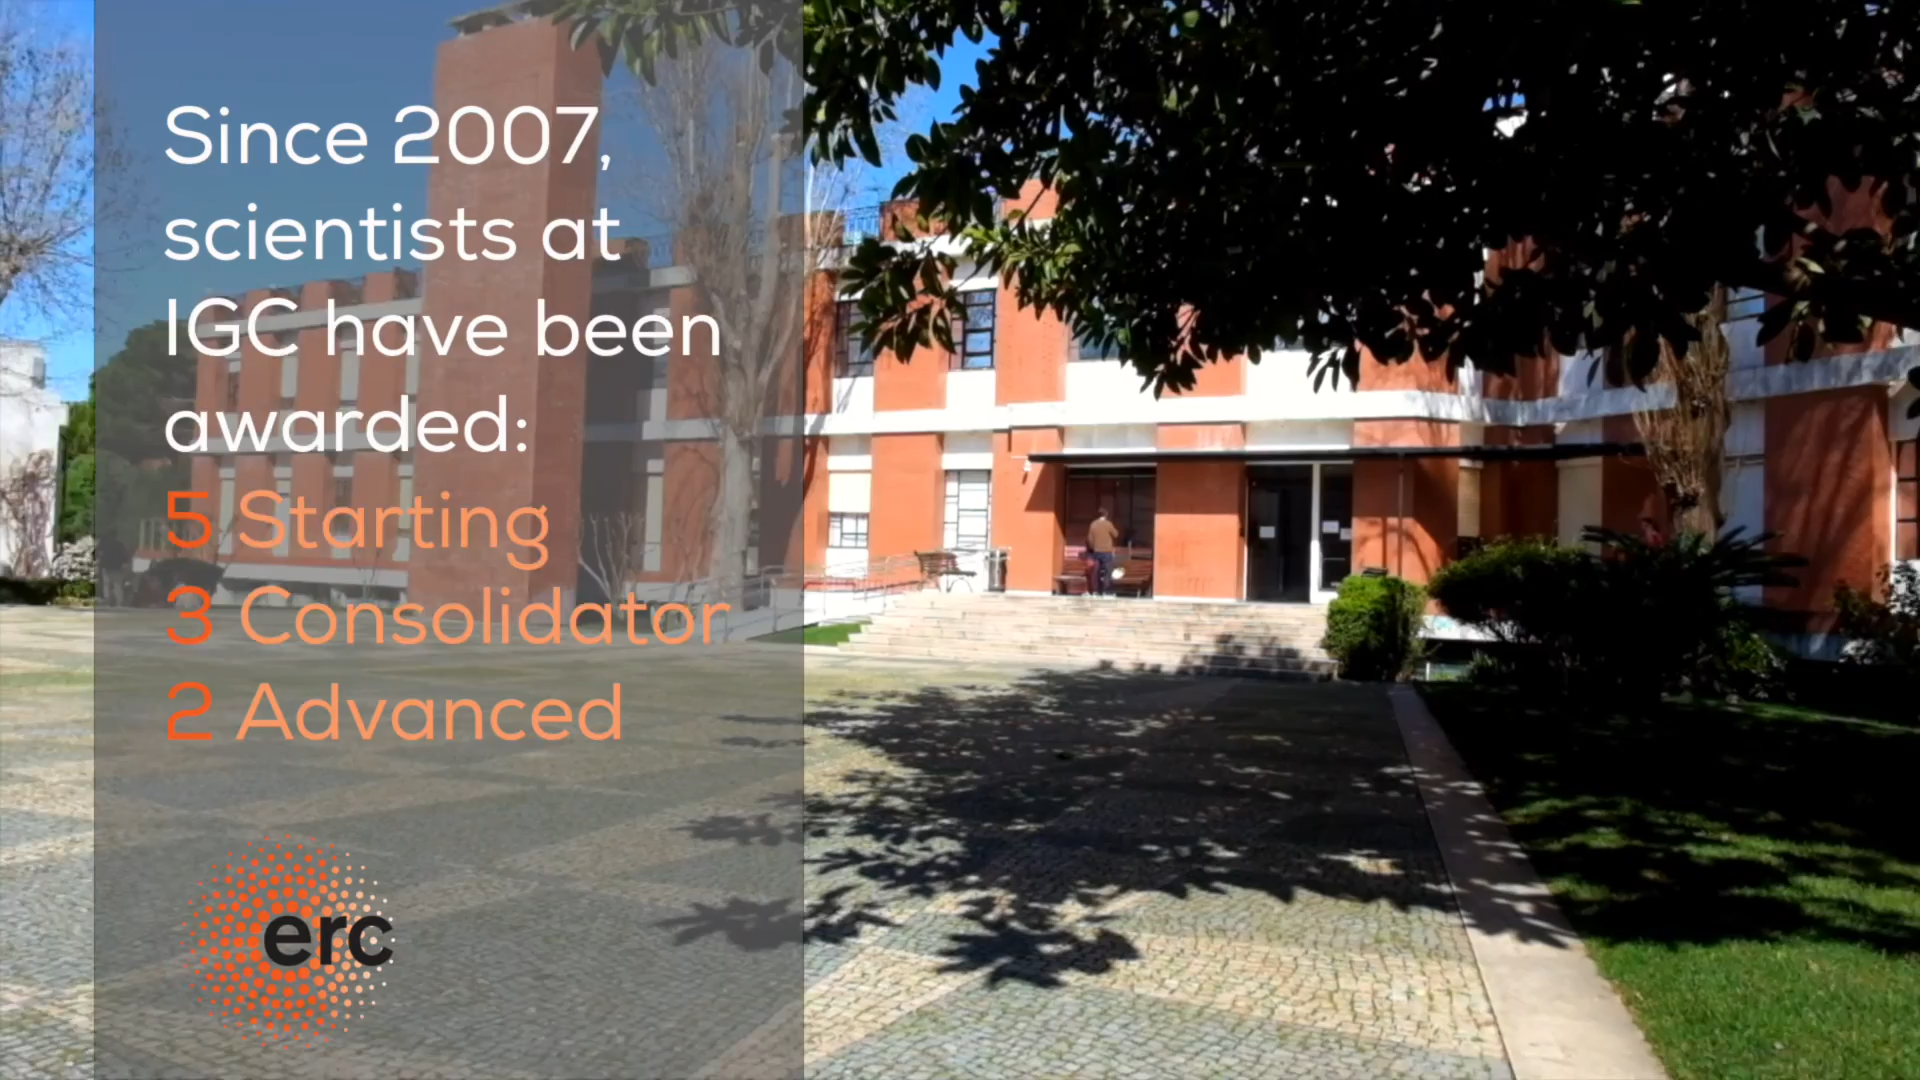 Since 2007,
scientists at
IGC have been
awarded:
5 Starting
3 Consolidator
2 Advanced
erc